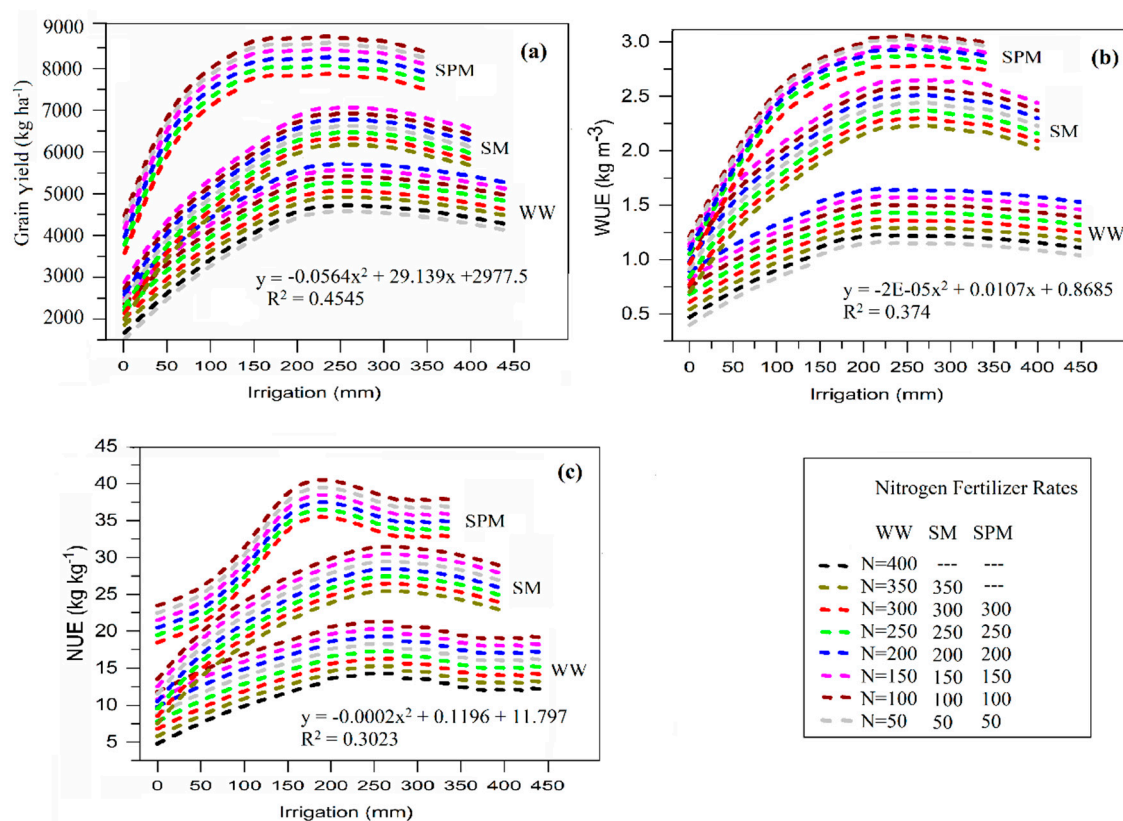 (a)
Grain yield (kg ha⁻¹)
9000
8000
7000
6000
5000
4000
3000
2000
SPM
SM
WW
y = -0.0564x² + 29.139x +2977.5
R² = 0.4545
0 50 100 150 200 250 300 350 400 450
Irrigation (mm)
(b)
WUE (kg m⁻³)
3.0
2.5
2.0
1.5
1.0
0.5
SPM
SM
WW
y = -2E-05x² + 0.0107x + 0.8685
R² = 0.374
0 50 100 150 200 250 300 350 400 450
Irrigation (mm)
(c)
NUE (kg kg⁻¹)
45
40
35
30
25
20
15
10
5
SPM
SM
WW
y = -0.0002x² + 0.1196 + 11.797
R² = 0.3023
0 50 100 150 200 250 300 350 400 450
Irrigation (mm)
Nitrogen Fertilizer Rates
WW SM SPM
N=400 --- ---
N=350 350 ---
N=300 300 300
N=250 250 250
N=200 200 200
N=150 150 150
N=100 100 100
N=50 50 50